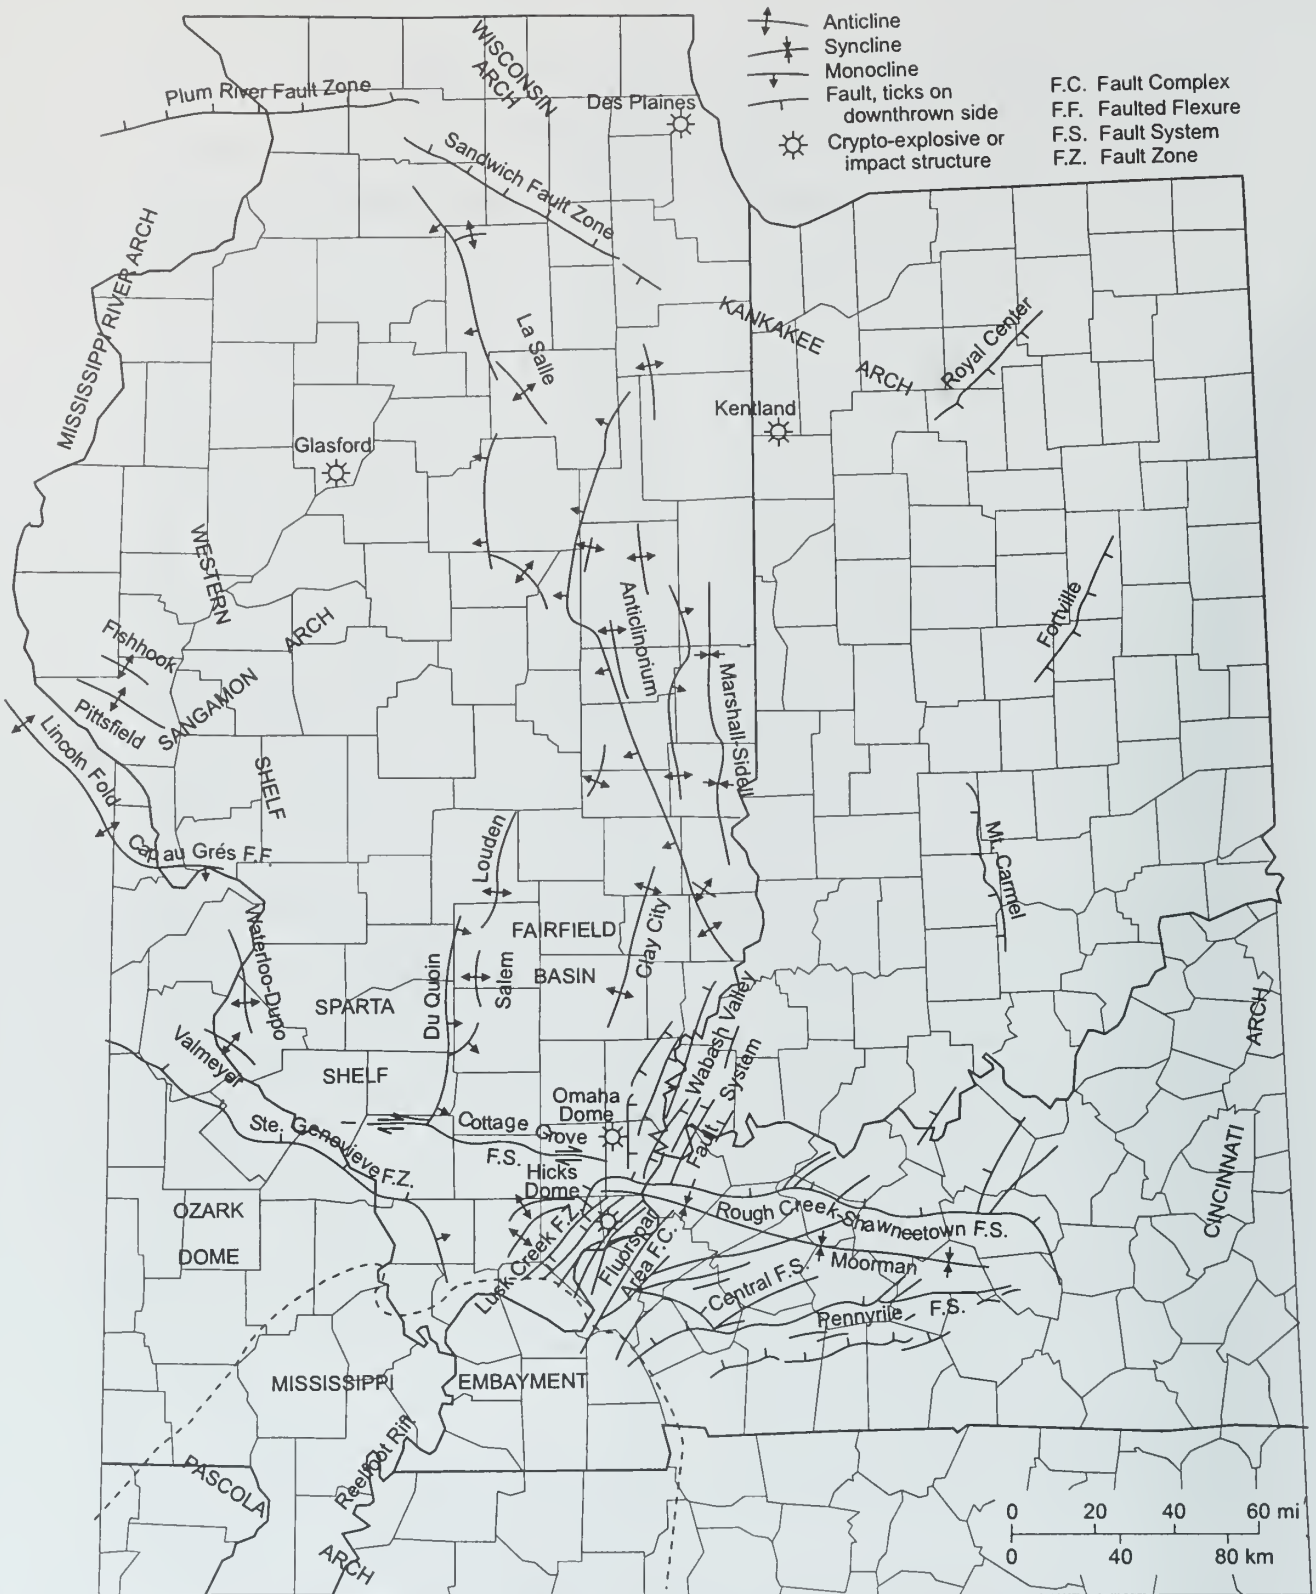 Anticline
Syncline
Monocline
Fault, ticks on
downthrown side
Crypto-explosive or
impact structure
F.C. Fault Complex
F.F. Faulted Flexure
F.S. Fault System
F.Z. Fault Zone
WISCONSIN
ARCH
Plum River Fault Zone
Des Plaines
Sandwich Fault Zone
MISSISSIPPI RIVER ARCH
La Salle
KANKAKEE
ARCH
Royal Center
Kentland
Glasford
WESTERN
Fortville
Anticlinorium
ARCH
Fishhook
SANGAMON
Pittsfield
Marshall-Sidell
Lincoln Fold
SHELF
Cap au Grés F.F.
Louden
Mt. Carmel
Waterloo-Dupo
FAIRFIELD
Clay City
BASIN
Salem
Du Quoin
SPARTA
Wabash Valley
ARCH
Valmeyer
SHELF
System
Omaha
Dome
Ste. Genevieve F.Z.
Cottage Grove
F.S.
Fault
CINCINNATI
Hicks
Dome
OZARK
DOME
Rough Creek-Shawneetown F.S.
Lusk Creek F.Z.
Fluorspar
Area F.C.
Moorman
Central F.S.
Pennyrile F.S.
MISSISSIPPI EMBAYMENT
Reelfoot Rift
PASCOLA
ARCH
0 20 40 60 mi
0 40 80 km